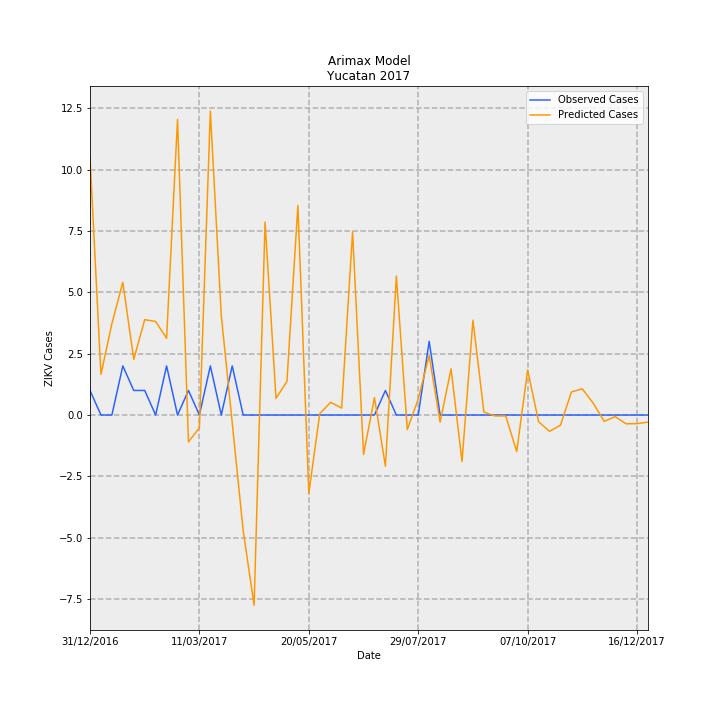 Arimax Model
Yucatan 2017
Observed Cases
Predicted Cases
ZIKV Cases
12.5
10.0
7.5
5.0
2.5
0.0
−2.5
−5.0
−7.5
31/12/2016 11/03/2017 20/05/2017 29/07/2017 07/10/2017 16/12/2017
Date